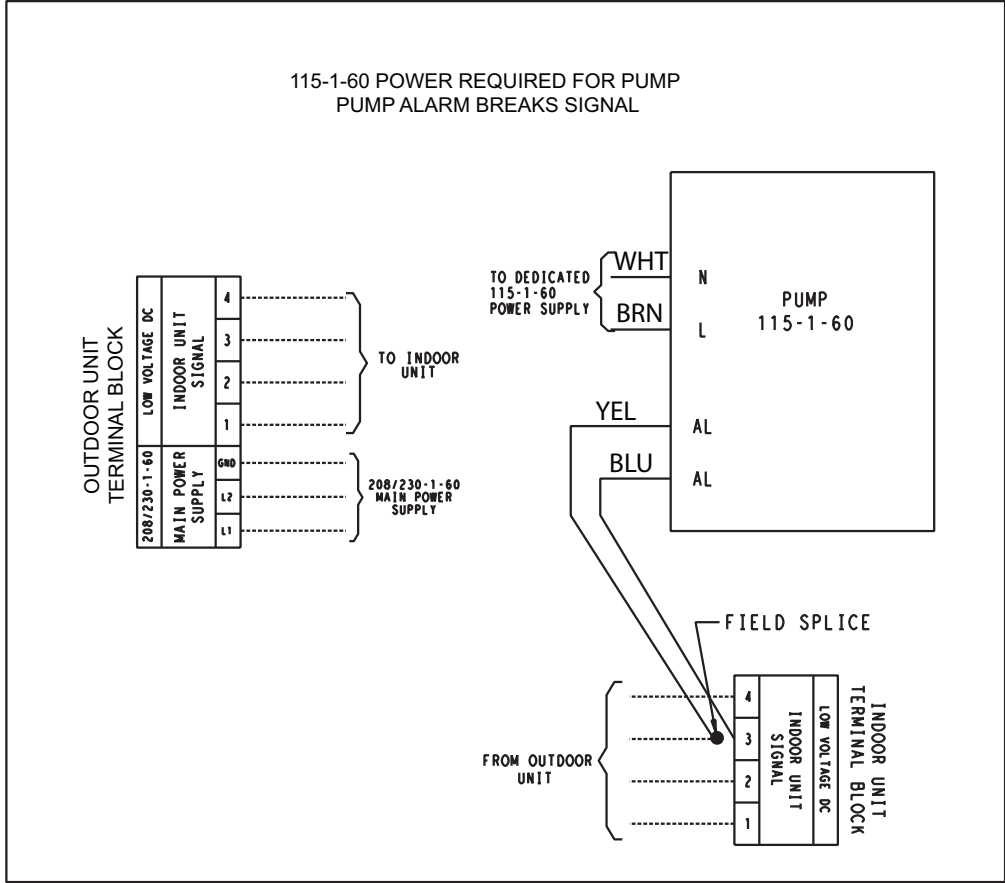 115-1-60 POWER REQUIRED FOR PUMP
PUMP ALARM BREAKS SIGNAL
OUTDOOR UNIT
TERMINAL BLOCK
LOW VOLTAGE DC
INDOOR UNIT
SIGNAL
4
3
2
1
208/230-1-60
MAIN POWER
SUPPLY
GND
L2
L1
TO INDOOR
UNIT
208/230-1-60
MAIN POWER
SUPPLY
TO DEDICATED
115-1-60
POWER SUPPLY
WHT
BRN
YEL
BLU
N
L
AL
AL
PUMP
115-1-60
FIELD SPLICE
FROM OUTDOOR
UNIT
4
3
2
1
INDOOR UNIT
SIGNAL
LOW VOLTAGE DC
INDOOR UNIT
TERMINAL BLOCK